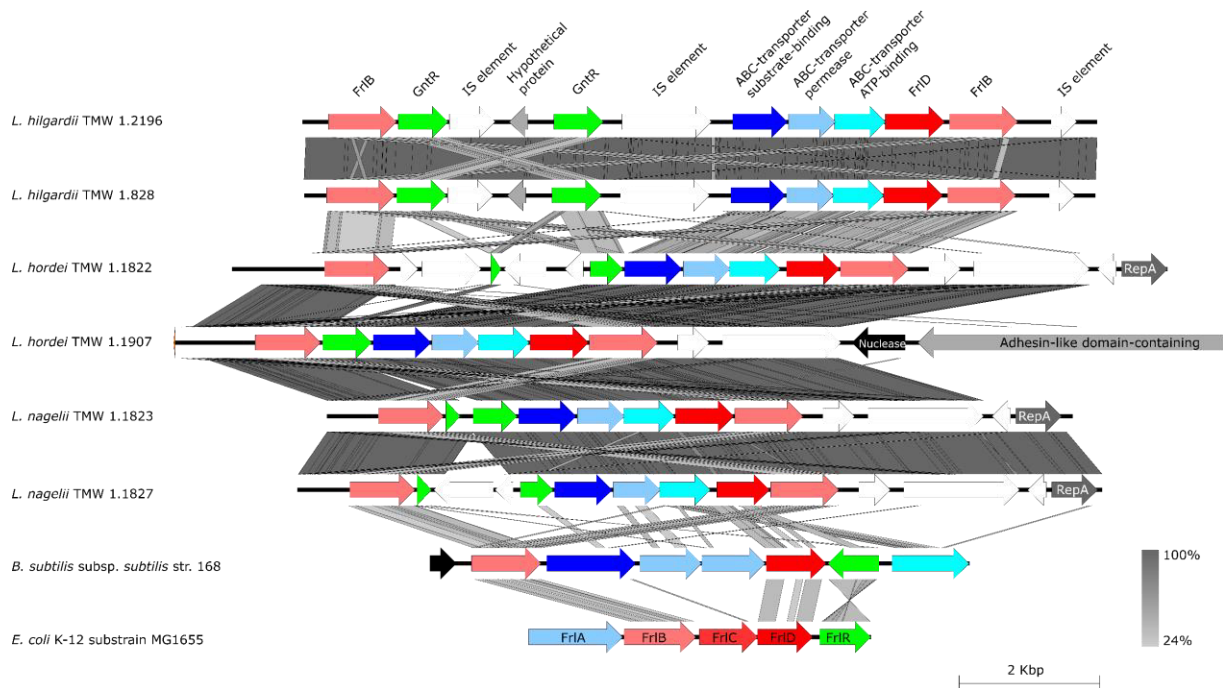 FrlB
GntR
IS element
Hypothetical
protein
GntR
IS element
ABC-transporter
substrate-binding
ABC-transporter
permease
ABC-transporter
ATP-binding
FrlD
FrlB
IS element
L. hilgardii TMW 1.2196
L. hilgardii TMW 1.828
L. hordei TMW 1.1822
RepA
L. hordei TMW 1.1907
Nuclease
Adhesin-like domain-containing
L. nagelii TMW 1.1823
RepA
L. nagelii TMW 1.1827
RepA
B. subtilis subsp. subtilis str. 168
100%
24%
E. coli K-12 substrain MG1655
FrlA
FrlB
FrlC
FrlD
FrlR
2 Kbp